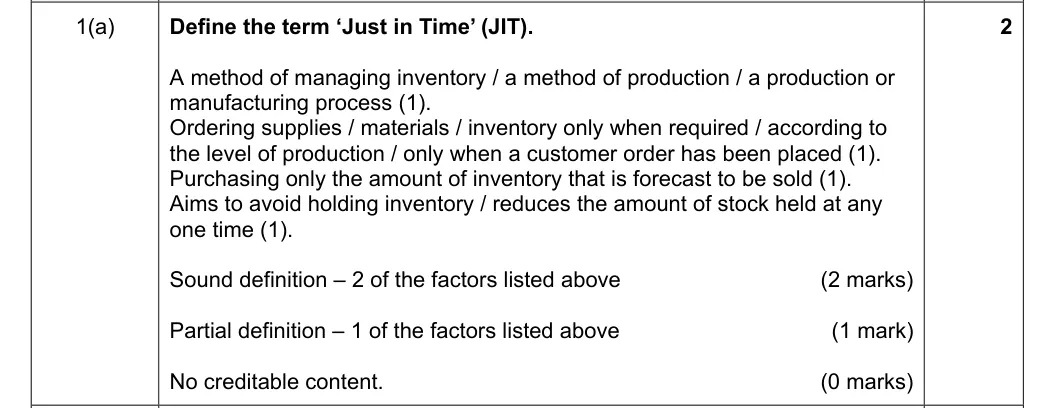 1(a) Define the term ‘Just in Time’ (JIT). 2
A method of managing inventory / a method of production / a production or
manufacturing process (1).
Ordering supplies / materials / inventory only when required / according to
the level of production / only when a customer order has been placed (1).
Purchasing only the amount of inventory that is forecast to be sold (1).
Aims to avoid holding inventory / reduces the amount of stock held at any
one time (1).
Sound definition – 2 of the factors listed above (2 marks)
Partial definition – 1 of the factors listed above (1 mark)
No creditable content. (0 marks)